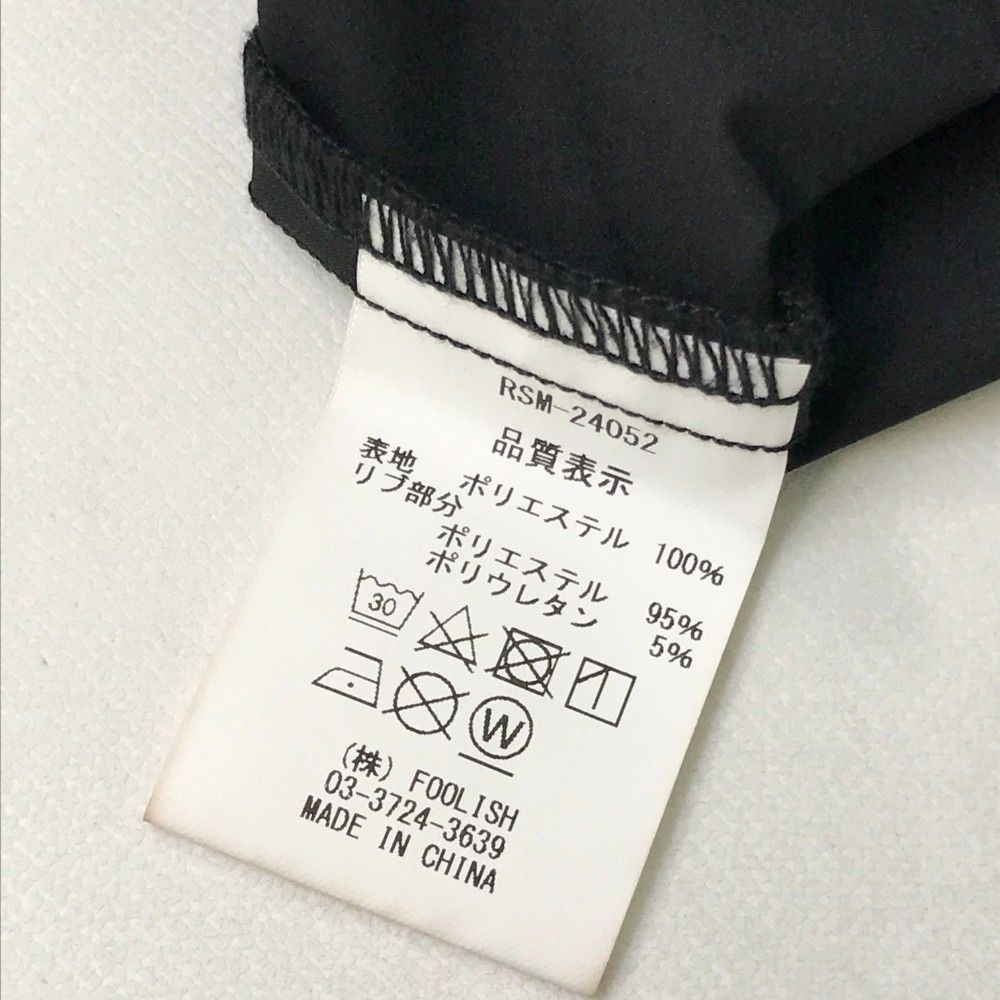 RSM-24052
品質表示
表地 ポリエステル 100%
リブ部分
ポリエステル 95%
ポリウレタン 5%
30
W
(株) FOOLISH
03-3724-3639
MADE IN CHINA